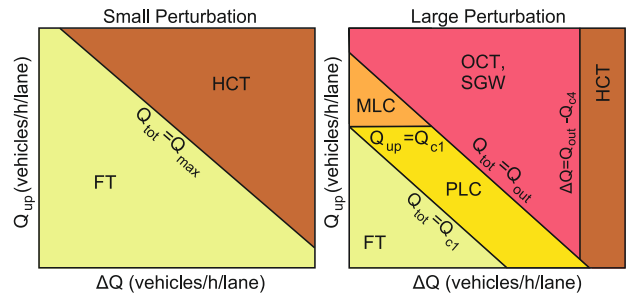 Small Perturbation
Q_up (vehicles/h/lane)
HCT
Q_tot = Q_max
FT
ΔQ (vehicles/h/lane)
Large Perturbation
Q_up (vehicles/h/lane)
OCT,
SGW
MLC
Q_up = Q_c1
Q_tot = Q_out
ΔQ=Q_out -Q_c4
HCT
PLC
Q_tot = Q_c1
FT
ΔQ (vehicles/h/lane)